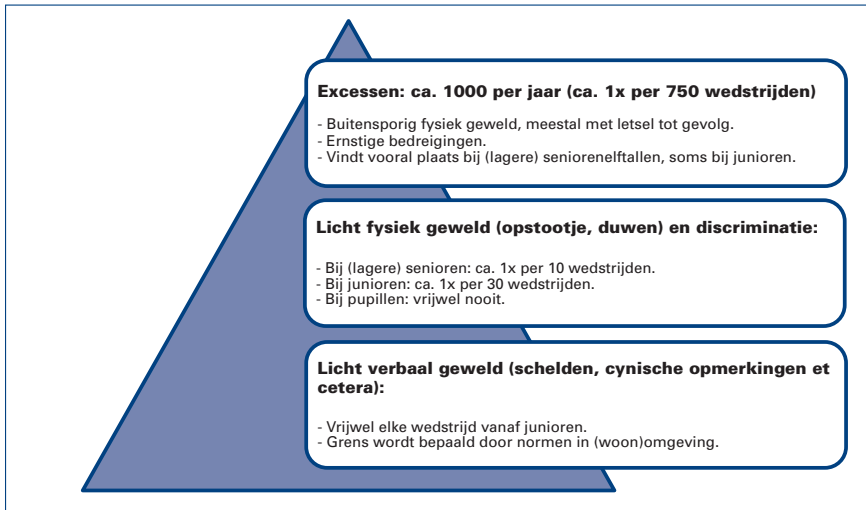 Excessen: ca. 1000 per jaar (ca. 1x per 750 wedstrijden)
- Buitensporig fysiek geweld, meestal met letsel tot gevolg.
- Ernstige bedreigingen.
- Vindt vooral plaats bij (lagere) seniorenelftallen, soms bij junioren.
Licht fysiek geweld (opstootje, duwen) en discriminatie:
- Bij (lagere) senioren: ca. 1x per 10 wedstrijden.
- Bij junioren: ca. 1x per 30 wedstrijden.
- Bij pupillen: vrijwel nooit.
Licht verbaal geweld (schelden, cynische opmerkingen et
cetera):
- Vrijwel elke wedstrijd vanaf junioren.
- Grens wordt bepaald door normen in (woon)omgeving.